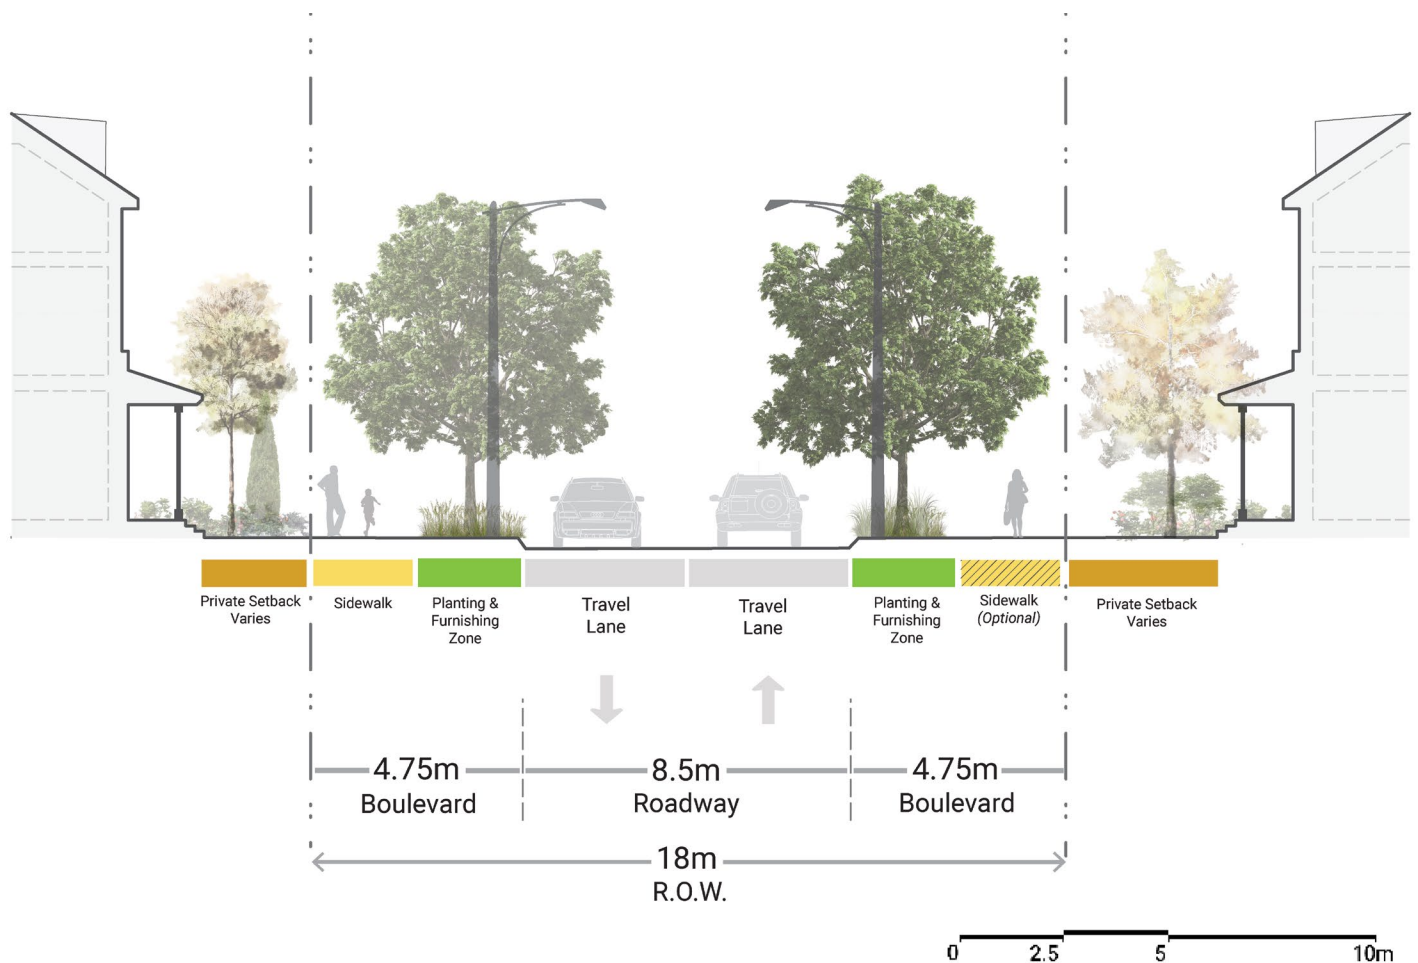 Private Setback
Varies
Sidewalk
Planting &
Furnishing
Zone
Travel
Lane
Travel
Lane
Planting &
Furnishing
Zone
Sidewalk
(Optional)
Private Setback
Varies
4.75m
Boulevard
8.5m
Roadway
4.75m
Boulevard
18m
R.O.W.
0 2.5 5 10m